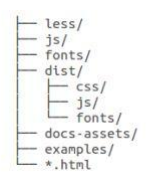 ├── less/
├── js/
├── fonts/
├── dist/
│   ├── css/
│   ├── js/
│   └── fonts/
├── docs-assets/
├── examples/
└── *.html